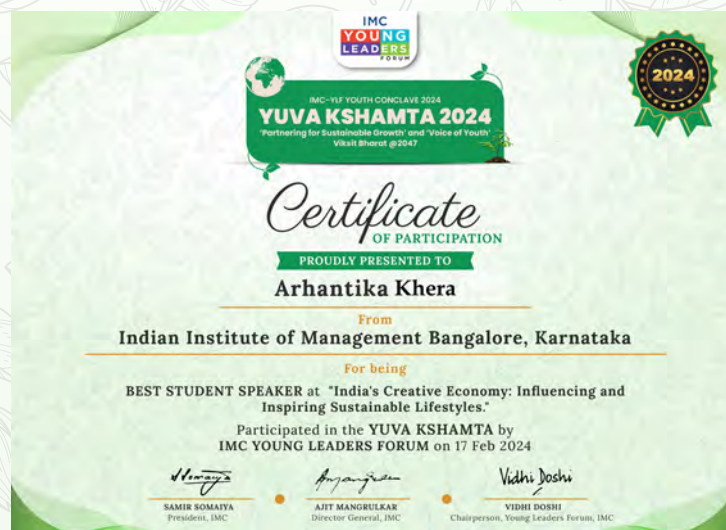 IMC
YOUNG
LEADERS
FORUM
2024
IMC-YLF YOUTH CONCLAVE 2024
YUVA KSHAMTA 2024
'Partnering for Sustainable Growth' and 'Voice of Youth'
Viksit Bharat @2047
Certificate
OF PARTICIPATION
PROUDLY PRESENTED TO
Arhantika Khera
From
Indian Institute of Management Bangalore, Karnataka
For being
BEST STUDENT SPEAKER at "India's Creative Economy: Influencing and
Inspiring Sustainable Lifestyles."
Participated in the YUVA KSHAMTA by
IMC YOUNG LEADERS FORUM on 17 Feb 2024
Vidhi Doshi
SAMIR SOMAIYA AJIT MANGRULKAR VIDHI DOSHI
President, IMC Director General, IMC Chairperson, Young Leaders Forum, IMC